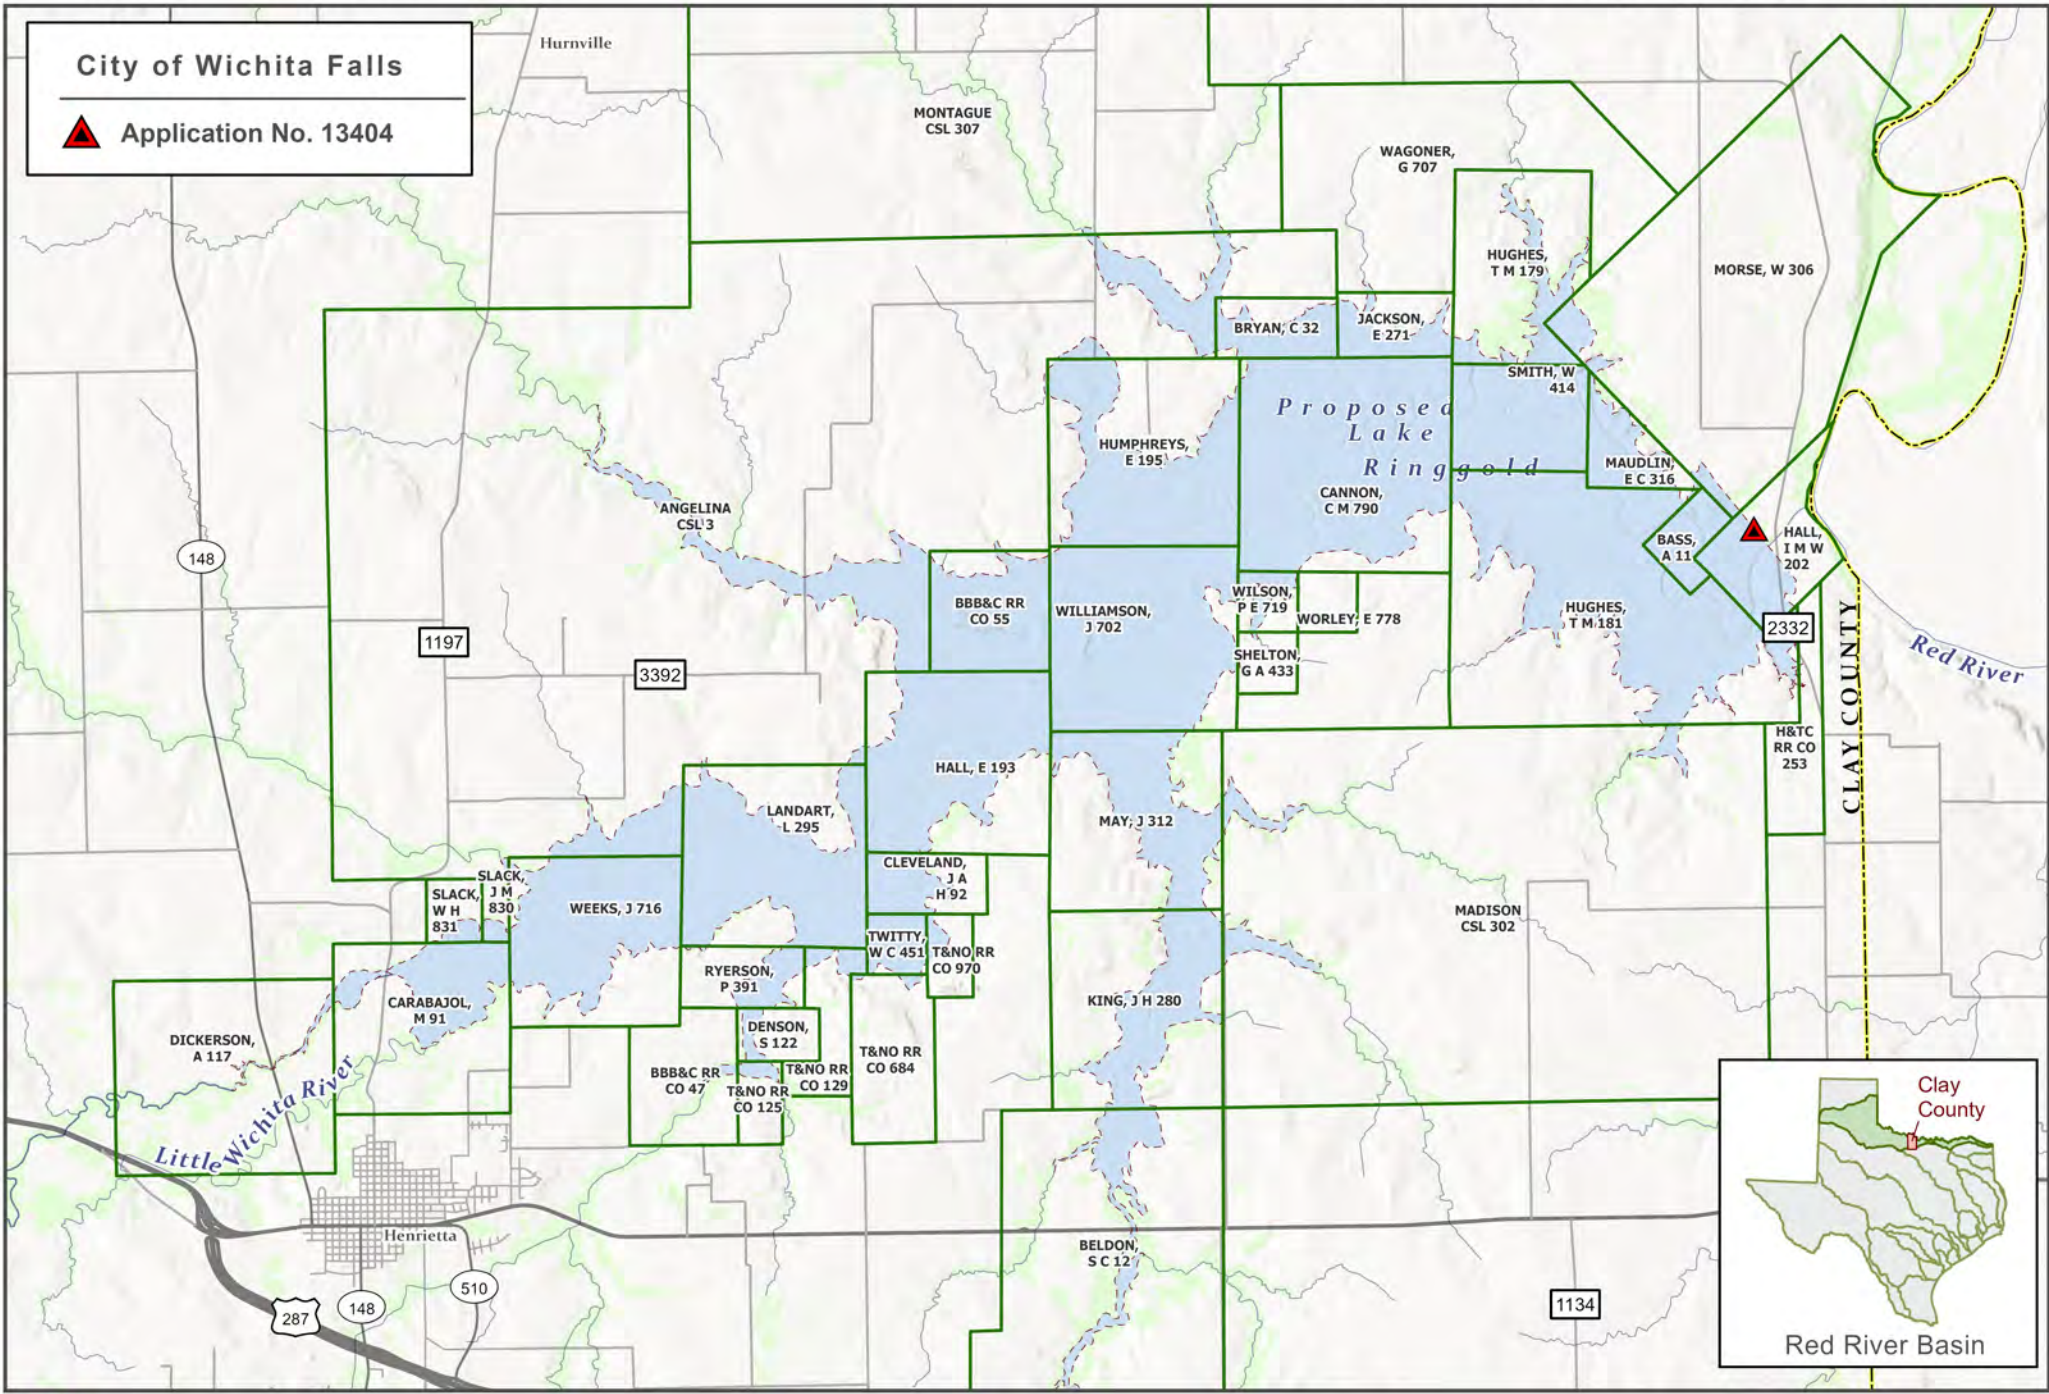 City of Wichita Falls
Application No. 13404
Hurnville
MONTAGUE
CSL 307
WAGONER,
G 707
HUGHES,
T M 179
MORSE, W 306
BRYAN, C 32
JACKSON,
E 271
SMITH, W
414
Proposed
Lake
Ringgold
HUMPHREYS,
E 195
MAUDLIN,
E C 316
CANNON,
C M 790
ANGELINA
CSL 3
BASS,
A 11
HALL,
I M W
202
148
BBB&C RR
CO 55
WILLIAMSON,
J 702
WILSON,
P E 719
WORLEY, E 778
HUGHES,
T M 181
2332
1197
3392
SHELTON,
G A 433
Red River
CLAY COUNTY
H&TC
RR CO
253
HALL, E 193
LANDART,
L 295
MAY, J 312
CLEVELAND,
J A
H 92
SLACK,
J M
830
SLACK,
W H
831
WEEKS, J 716
MADISON
CSL 302
TWITTY,
W C 451
T&NO RR
CO 970
RYERSON,
P 391
CARABAJOL,
M 91
KING, J H 280
DICKERSON,
A 117
DENSON,
S 122
T&NO RR
CO 684
BBB&C RR
CO 47
T&NO RR
CO 129
T&NO RR
CO 125
Little Wichita River
Henrietta
BELDON,
S C 12
510
148
287
1134
Clay
County
Red River Basin